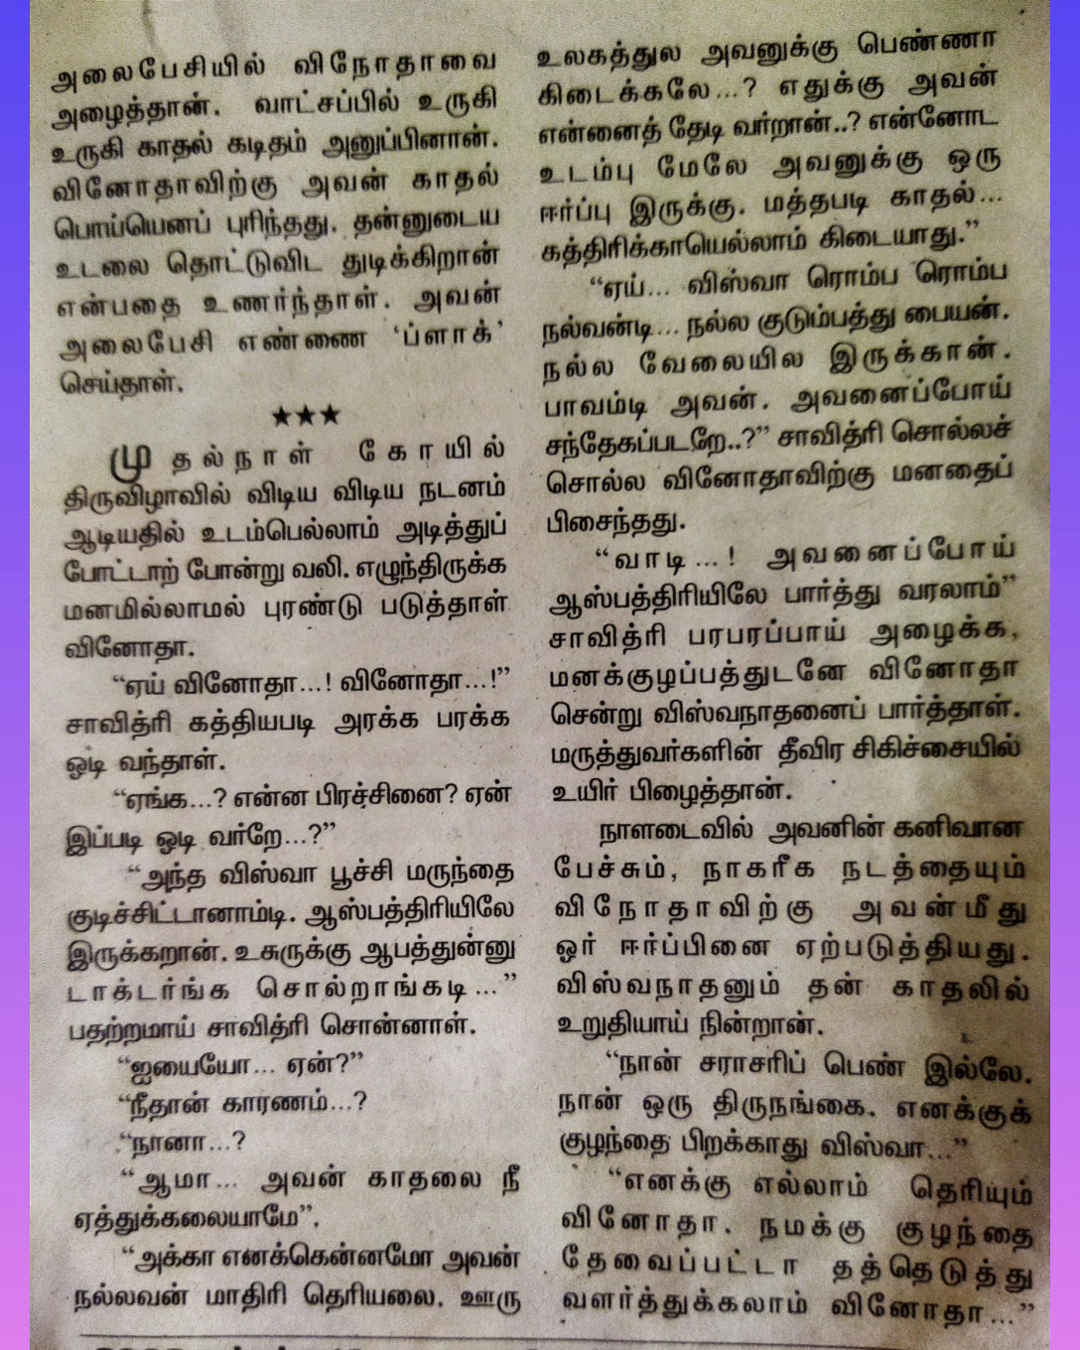 அலைபேசியில் வினோதாவை
அழைத்தான். வாட்சப்பில் உருகி
உருகி காதல் கடிதம் அனுப்பினான்.
வினோதாவிற்கு அவன் காதல்
பொய்யெனப் புரிந்தது. தன்னுடைய
உடலை தொட்டுவிட துடிக்கிறான்
என்பதை உணர்ந்தாள். அவன்
அலைபேசி எண்ணை ‘ப்ளாக்’
செய்தாள்.
★★★
முதல்நாள் கோயில்
திருவிழாவில் விடிய விடிய நடனம்
ஆடியதில் உடம்பெல்லாம் அடித்துப்
போட்டாற் போன்று வலி. எழுந்திருக்க
மனமில்லாமல் புரண்டு படுத்தாள்
வினோதா.
“ஏய் வினோதா...! வினோதா...!”
சாவித்ரி கத்தியபடி அரக்க பரக்க
ஓடி வந்தாள்.
“ஏங்க...? என்ன பிரச்சினை? ஏன்
இப்படி ஓடி வர்றே...?”
“அந்த விஸ்வா பூச்சி மருந்தை
குடிச்சிட்டானாம்டி. ஆஸ்பத்திரியிலே
இருக்கறான். உசுருக்கு ஆபத்துன்னு
டாக்டர்ங்க சொல்றாங்கடி...”
பதற்றமாய் சாவித்ரி சொன்னாள்.
“ஐயையோ... ஏன்?”
“நீதான் காரணம்...?
“நானா...?
“ஆமா... அவன் காதலை நீ
ஏத்துக்கலையாமே”.
“அக்கா எனக்கென்னமோ அவன்
நல்லவன் மாதிரி தெரியலை. ஊரு
உலகத்துல அவனுக்கு பெண்ணா
கிடைக்கலே...? எதுக்கு அவன்
என்னைத் தேடி வர்றான்..? என்னோட
உடம்பு மேலே அவனுக்கு ஒரு
ஈர்ப்பு இருக்கு. மத்தபடி காதல்...
கத்திரிக்காயெல்லாம் கிடையாது.”
“ஏய்... விஸ்வா ரொம்ப ரொம்ப
நல்வன்டி... நல்ல குடும்பத்து பையன்.
நல்ல வேலையில இருக்கான்.
பாவம்டி அவன். அவனைப்போய்
சந்தேகப்படறே..?” சாவித்ரி சொல்லச்
சொல்ல வினோதாவிற்கு மனதைப்
பிசைந்தது.
“வாடி...! அவனைப்போய்
ஆஸ்பத்திரியிலே பார்த்து வரலாம்”
சாவித்ரி பரபரப்பாய் அழைக்க,
மனக்குழப்பத்துடனே வினோதா
சென்று விஸ்வநாதனைப் பார்த்தாள்.
மருத்துவர்களின் தீவிர சிகிச்சையில்
உயிர் பிழைத்தான்.
நாளடைவில் அவனின் கனிவான
பேச்சும், நாகரீக நடத்தையும்
வினோதாவிற்கு அவன்மீது
ஓர் ஈர்ப்பினை ஏற்படுத்தியது.
விஸ்வநாதனும் தன் காதலில்
உறுதியாய் நின்றான்.
“நான் சராசரிப் பெண் இல்லே.
நான் ஒரு திருநங்கை. எனக்குக்
குழந்தை பிறக்காது விஸ்வா...”
“எனக்கு எல்லாம் தெரியும்
வினோதா. நமக்கு குழந்தை
தேவைப்பட்டா தத்தெடுத்து
வளர்த்துக்கலாம் வினோதா...”